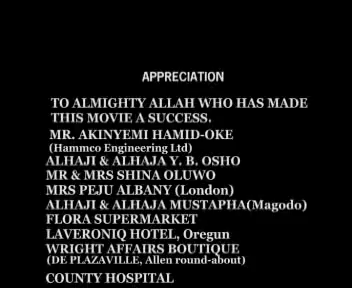 APPRECIATION
TO ALMIGHTY ALLAH WHO HAS MADE
THIS MOVIE A SUCCESS.
MR. AKINYEMI HAMID-OKE
(Hammco Engineering Ltd)
ALHAJI & ALHAJA Y. B. OSHO
MR & MRS SHINA OLUWO
MRS PEJU ALBANY (London)
ALHAJI & ALHAJA MUSTAPHA(Magodo)
FLORA SUPERMARKET
LAVERONIQ HOTEL, Oregun
WRIGHT AFFAIRS BOUTIQUE
(DE PLAZAVILLE, Allen round-about)
COUNTY HOSPITAL